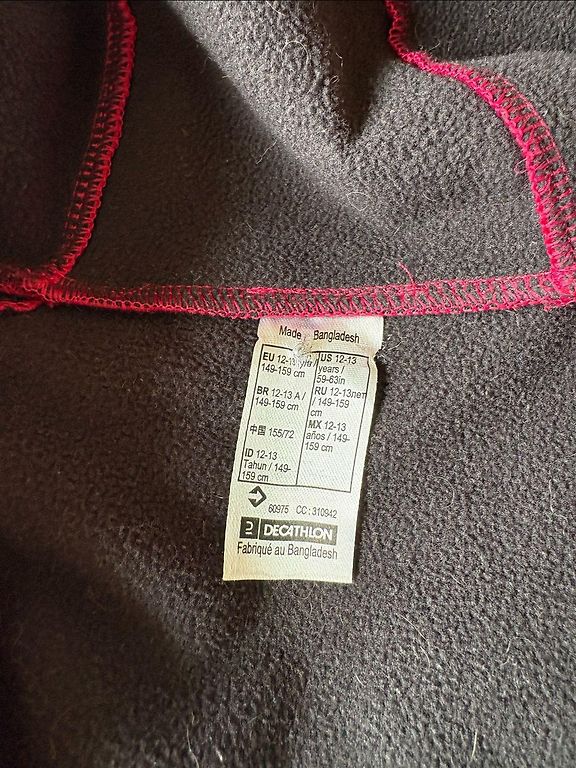 Made Bangladesh
EU 12-13
149-159 cm
BR 12-13 A /
149-159 cm
中国 155/72
ID 12-13
Tahun / 149-
159 cm
US 12-13
years /
59-63in
RU 12-13лет
/ 149-159
cm
MX 12-13
años / 149-
159 cm
60975 CC: 310942
DECATHLON
Fabriqué au Bangladesh